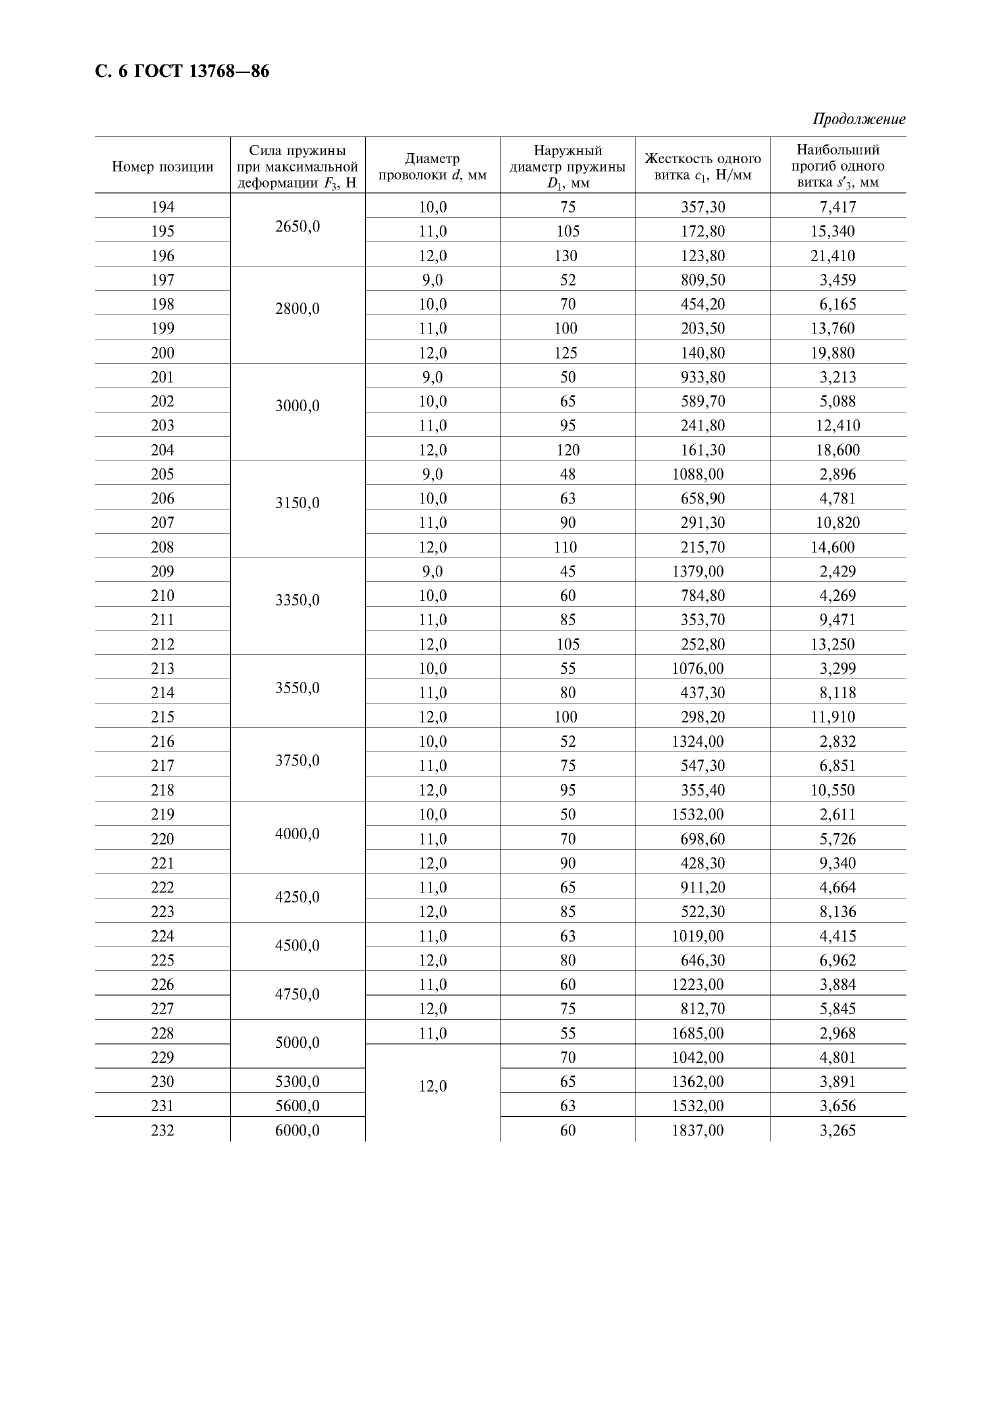 С. 6 ГОСТ 13768—86
Продолжение
Номер позиции
Сила пружины
при максимальной
деформации F₃, Н
Диаметр
проволоки d, мм
Наружный
диаметр пружины
D₁, мм
Жесткость одного
витка c₁, Н/мм
Наибольший
прогиб одного
витка s′₃, мм
194 2650,0 10,0 75 357,30 7,417
195 11,0 105 172,80 15,340
196 12,0 130 123,80 21,410
197 2800,0 9,0 52 809,50 3,459
198 10,0 70 454,20 6,165
199 11,0 100 203,50 13,760
200 12,0 125 140,80 19,880
201 3000,0 9,0 50 933,80 3,213
202 10,0 65 589,70 5,088
203 11,0 95 241,80 12,410
204 12,0 120 161,30 18,600
205 3150,0 9,0 48 1088,00 2,896
206 10,0 63 658,90 4,781
207 11,0 90 291,30 10,820
208 12,0 110 215,70 14,600
209 3350,0 9,0 45 1379,00 2,429
210 10,0 60 784,80 4,269
211 11,0 85 353,70 9,471
212 12,0 105 252,80 13,250
213 3550,0 10,0 55 1076,00 3,299
214 11,0 80 437,30 8,118
215 12,0 100 298,20 11,910
216 3750,0 10,0 52 1324,00 2,832
217 11,0 75 547,30 6,851
218 12,0 95 355,40 10,550
219 4000,0 10,0 50 1532,00 2,611
220 11,0 70 698,60 5,726
221 12,0 90 428,30 9,340
222 4250,0 11,0 65 911,20 4,664
223 12,0 85 522,30 8,136
224 4500,0 11,0 63 1019,00 4,415
225 12,0 80 646,30 6,962
226 4750,0 11,0 60 1223,00 3,884
227 12,0 75 812,70 5,845
228 5000,0 11,0 55 1685,00 2,968
229 12,0 70 1042,00 4,801
230 5300,0 65 1362,00 3,891
231 5600,0 63 1532,00 3,656
232 6000,0 60 1837,00 3,265